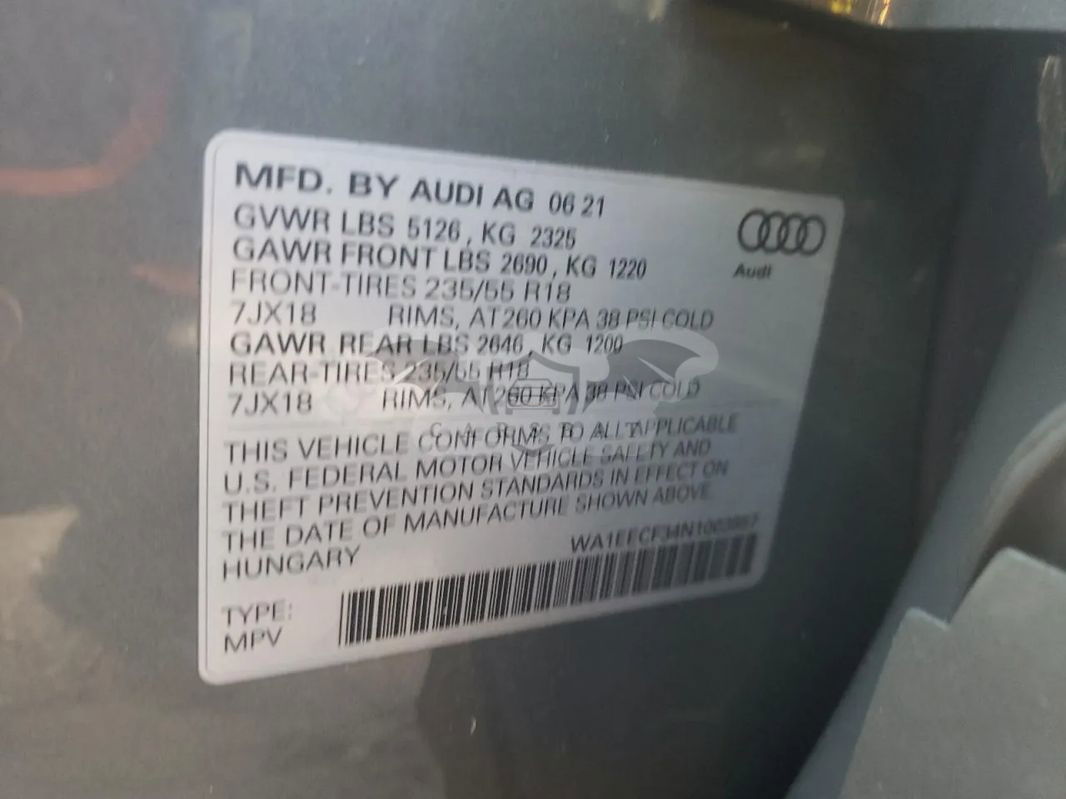 MFD. BY AUDI AG 06 21
GVWR LBS 5126, KG 2325
GAWR FRONT LBS 2690, KG 1220
FRONT-TIRES 235/55 R18
7JX18 RIMS, AT 260 KPA 38 PSI COLD
GAWR REAR LBS 2646, KG 1200
REAR-TIRES 235/55 R18
7JX18 RIMS, AT 260 KPA 38 PSI COLD
THIS VEHICLE CONFORMS TO ALL APPLICABLE
U.S. FEDERAL MOTOR VEHICLE SAFETY AND
THEFT PREVENTION STANDARDS IN EFFECT ON
THE DATE OF MANUFACTURE SHOWN ABOVE
HUNGARY
TYPE:
MPV
Audi